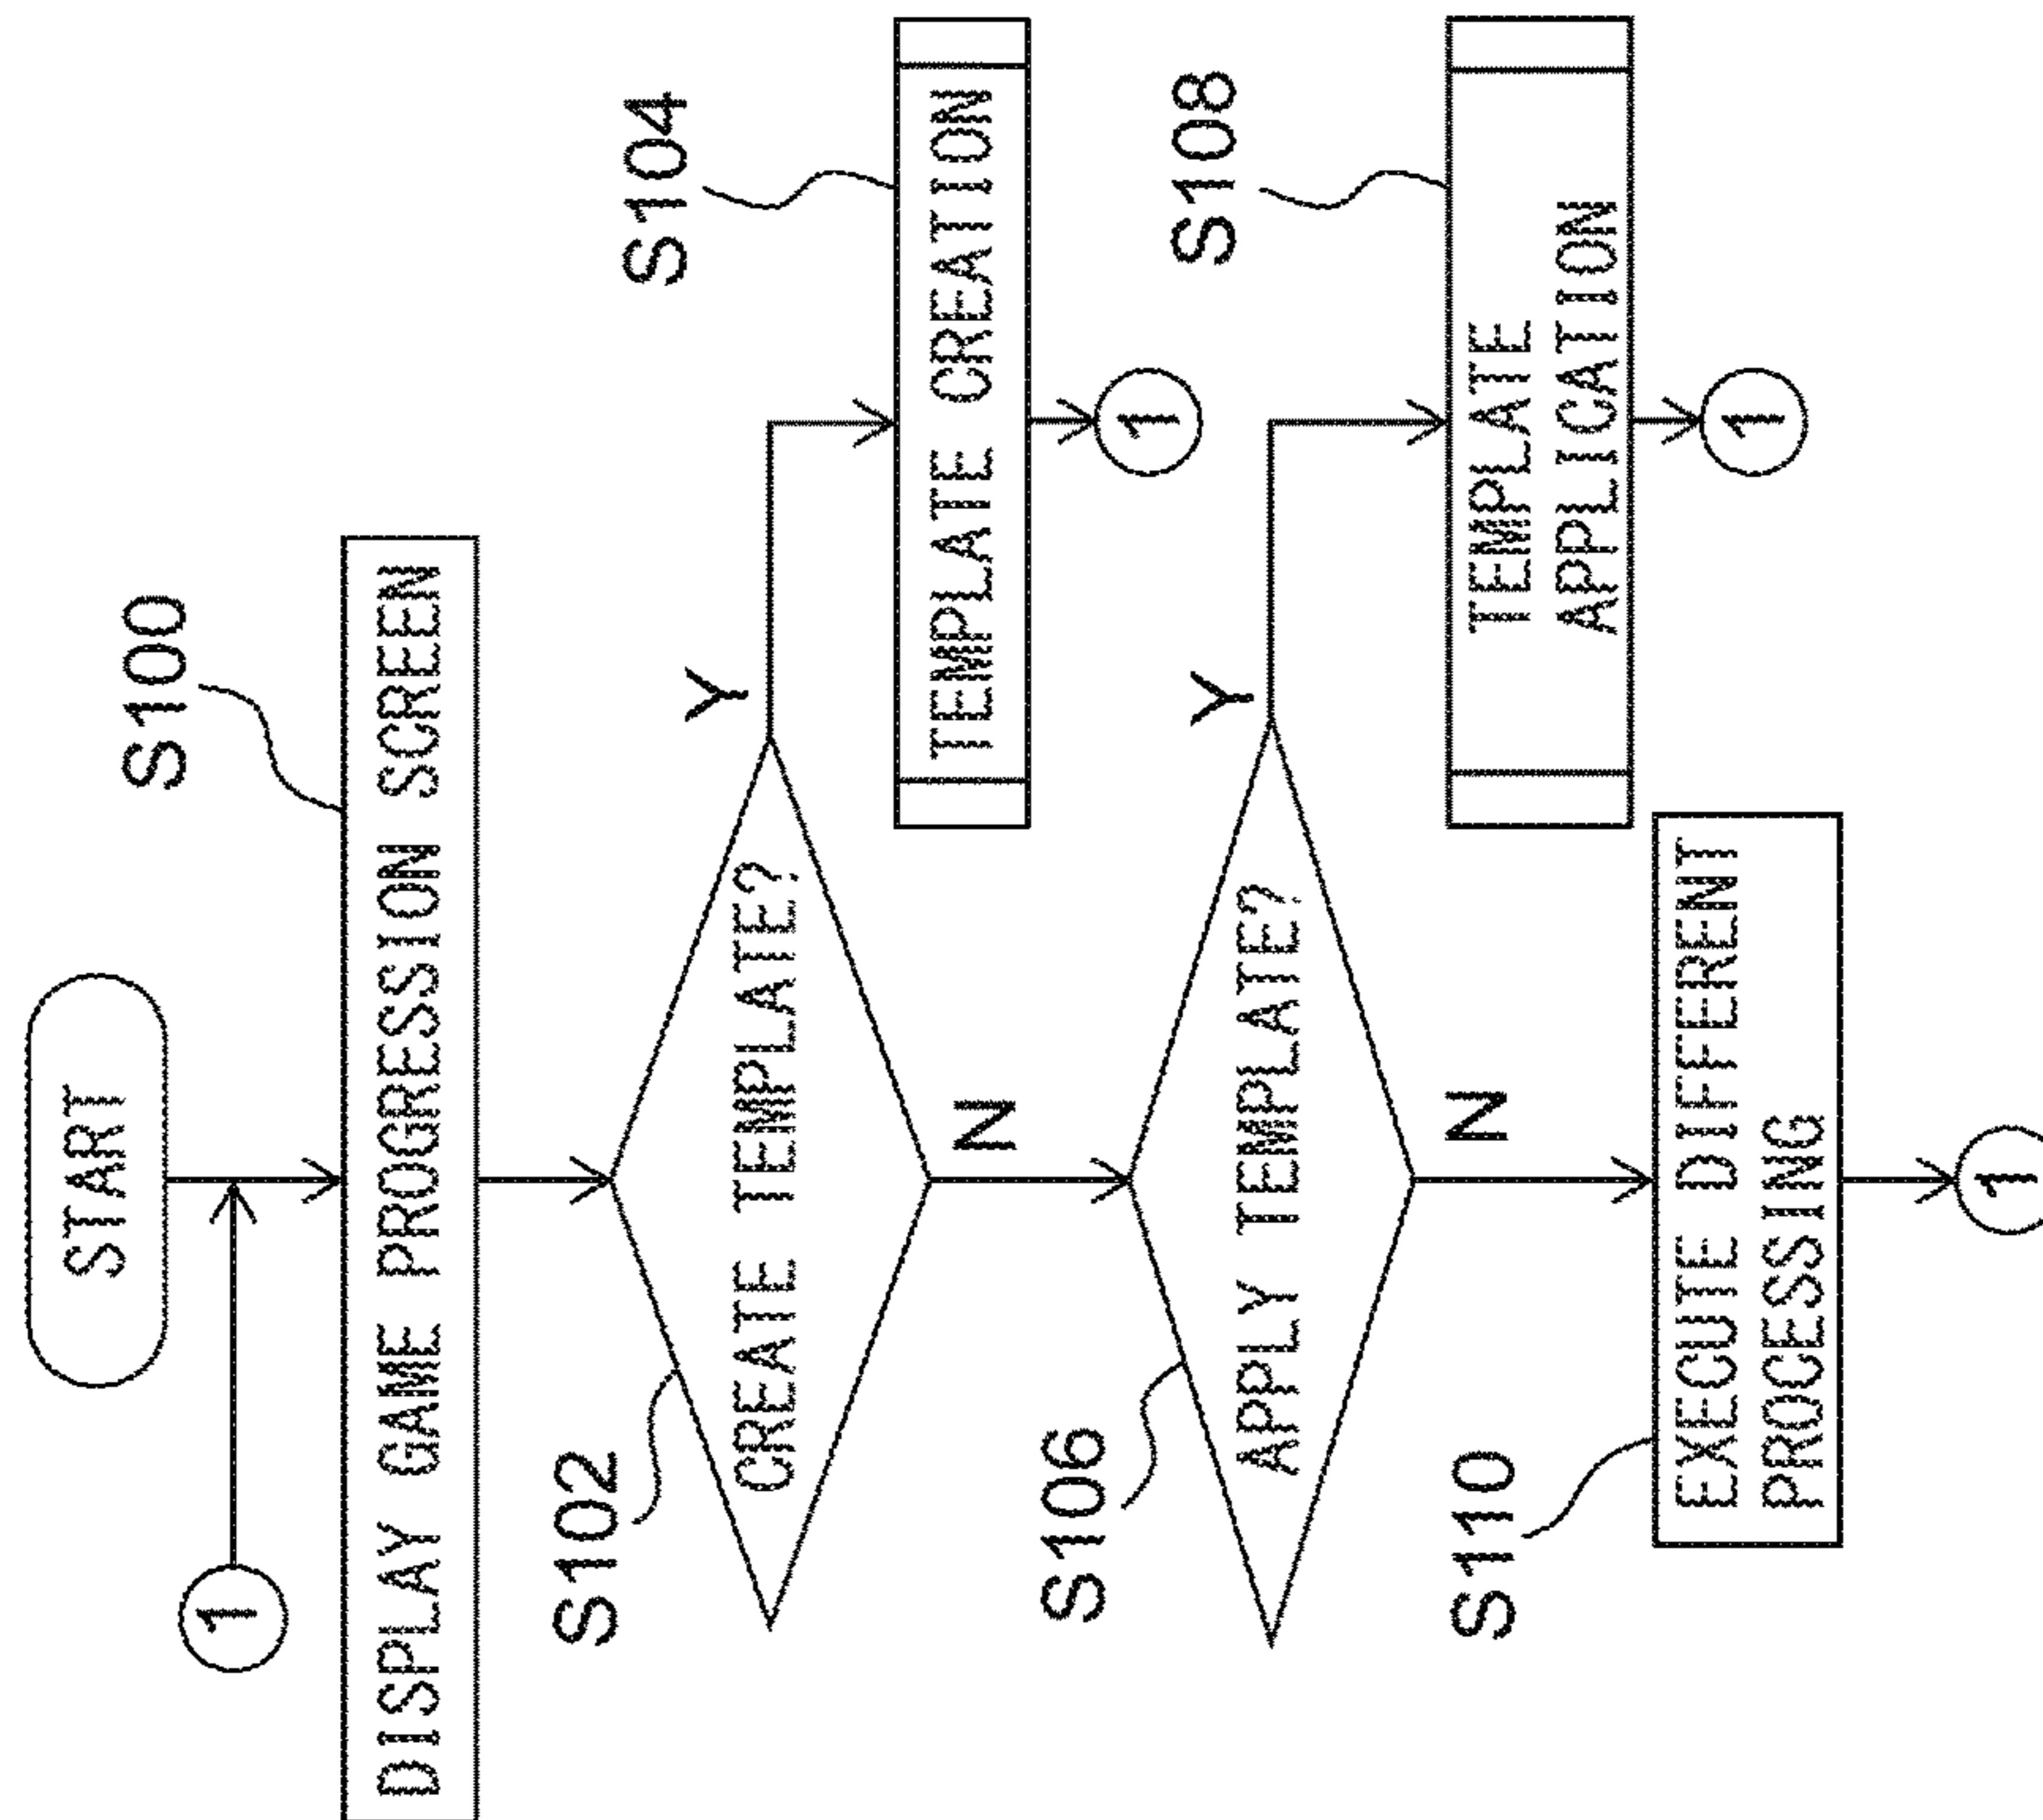 START
1
S100
DISPLAY GAME PROGRESSION SCREEN
S102
CREATE TEMPLATE?
Y
S104
TEMPLATE CREATION
1
N
S106
APPLY TEMPLATE?
Y
S108
TEMPLATE
APPLICATION
1
N
S110
EXECUTE DIFFERENT
PROCESSING
1